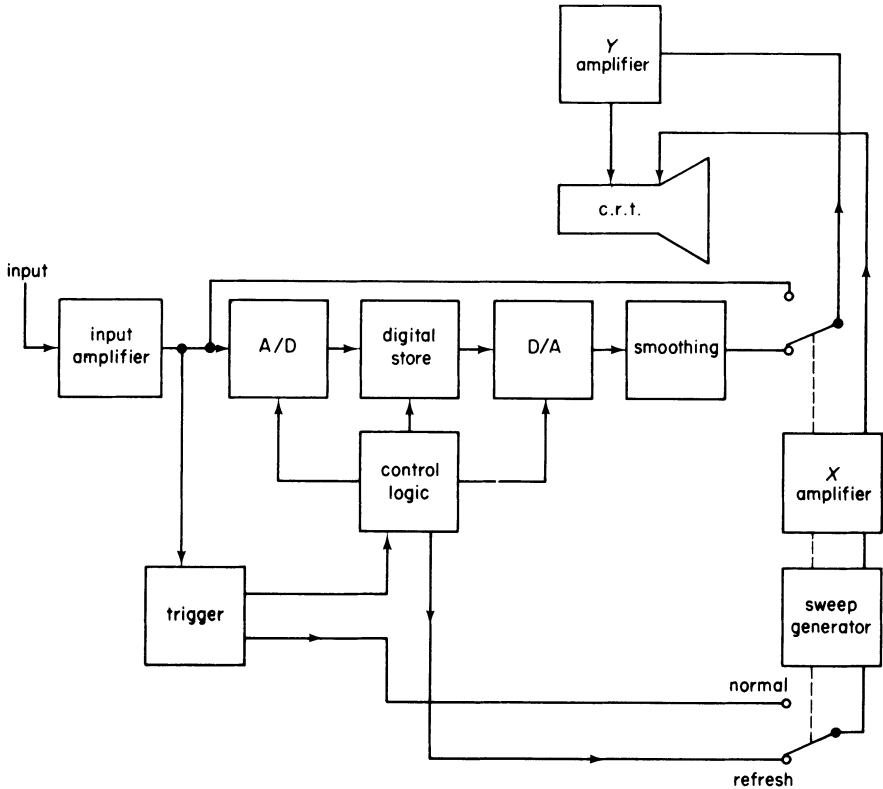 Y
amplifier
c.r.t.
input
input
amplifier
A/D
digital
store
D/A
smoothing
control
logic
X
amplifier
trigger
sweep
generator
normal
refresh